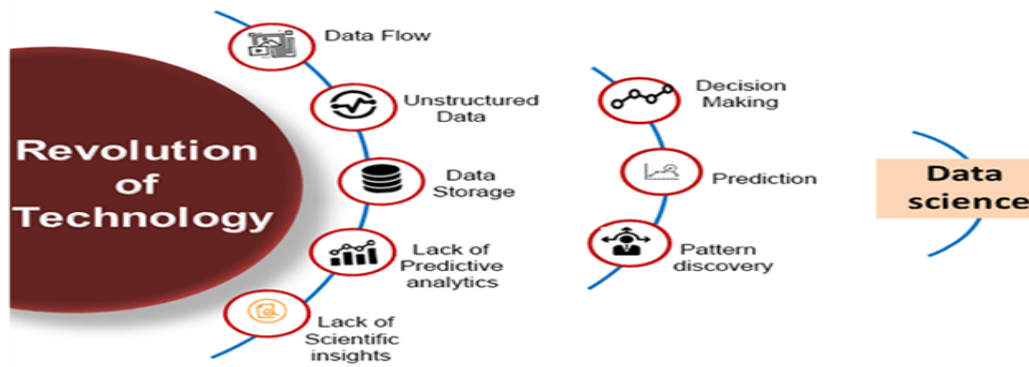 Revolution
of
Technology
Data Flow
Unstructured
Data
Data
Storage
Lack of
Predictive
analytics
Lack of
Scientific
insights
Decision
Making
Prediction
Pattern
discovery
Data
science